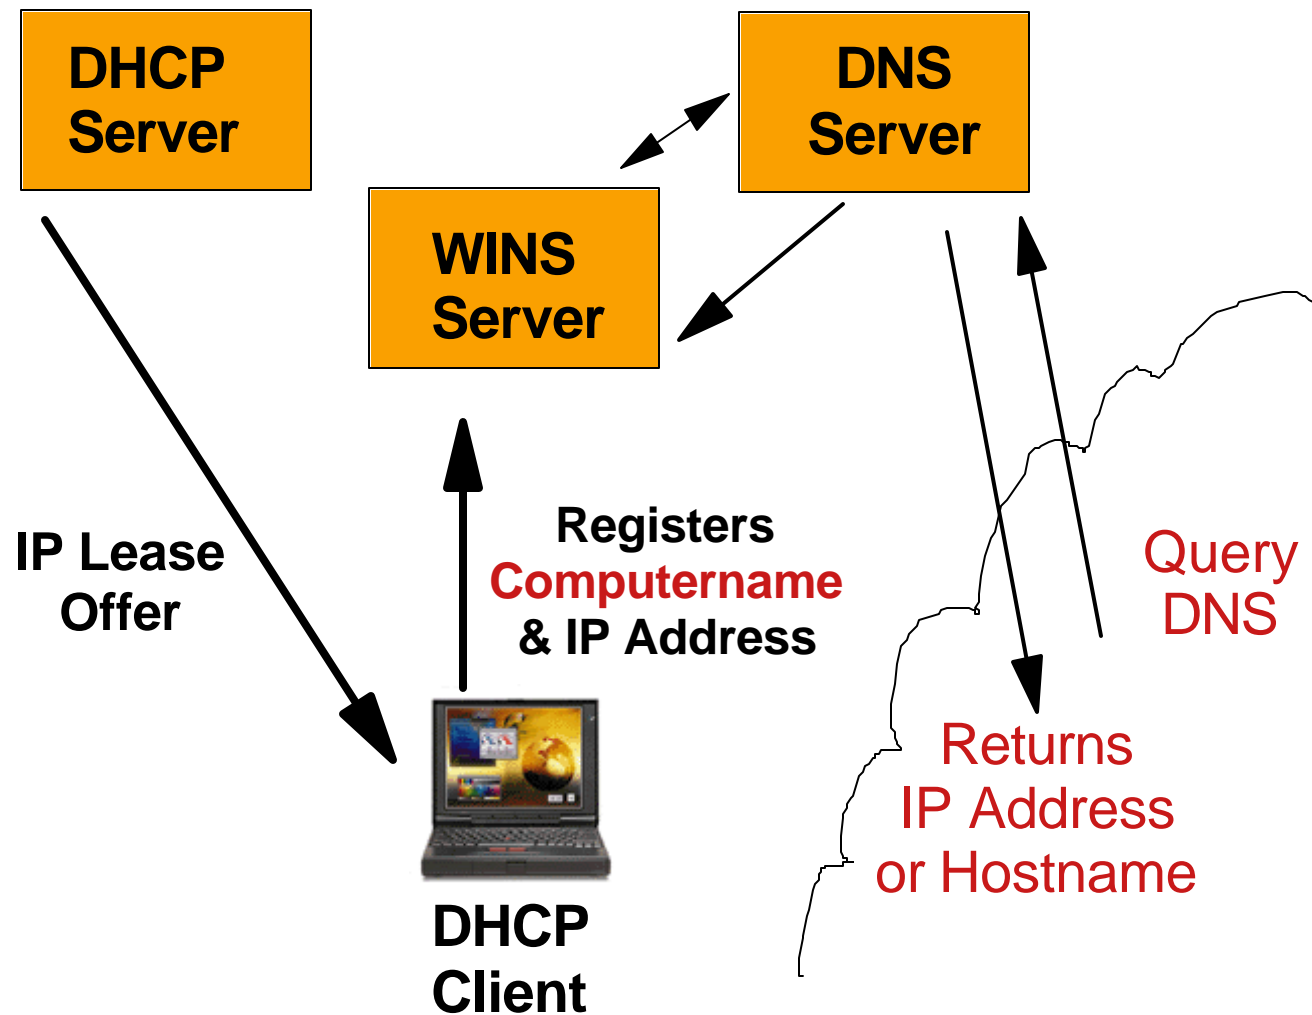 DHCP
Server
DNS
Server
WINS
Server
IP Lease
Offer
Registers
Computername
& IP Address
Query
DNS
Returns
IP Address
or Hostname
DHCP
Client